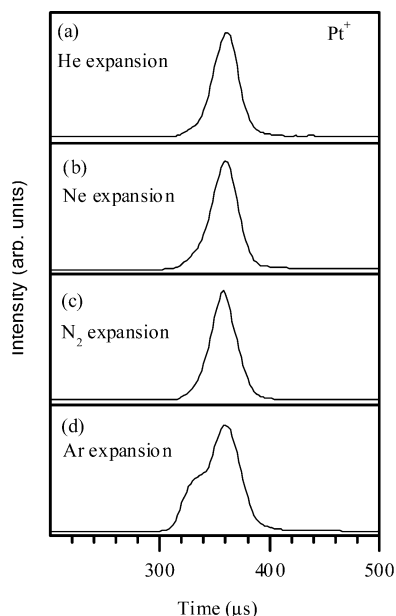 (a)
Pt+
He expansion
(b)
Ne expansion
(c)
N2 expansion
(d)
Ar expansion
Intensity (arb. units)
300
400
500
Time (μs)